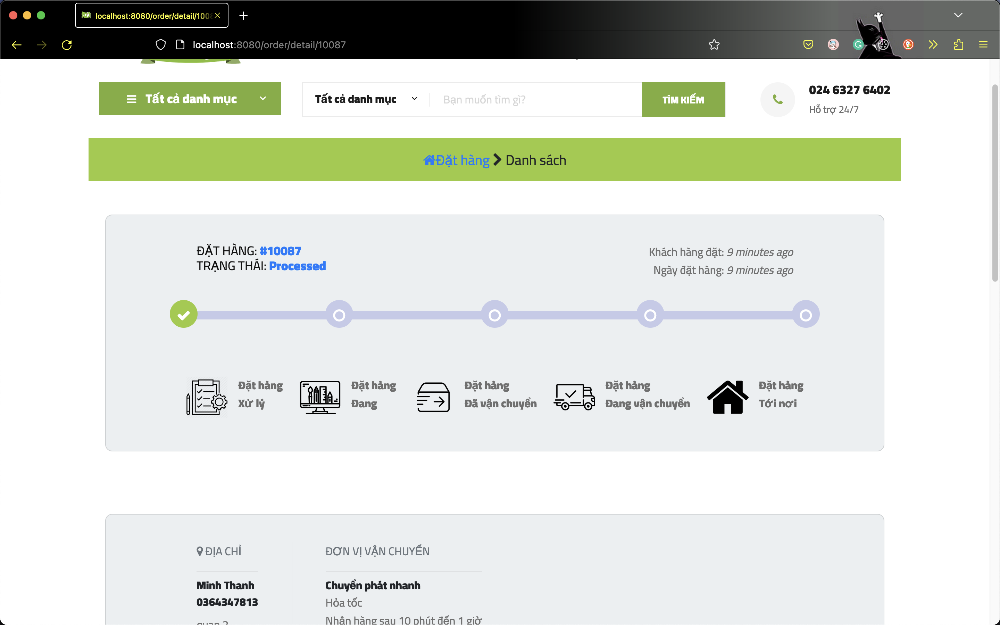 localhost:8080/order/detail/1008
localhost:8080/order/detail/10087
Tất cả danh mục
Tất cả danh mục
Bạn muốn tìm gì?
TÌM KIẾM
024 6327 6402
Hỗ trợ 24/7
Đặt hàng Danh sách
ĐẶT HÀNG: #10087
TRẠNG THÁI: Processed
Khách hàng đặt: 9 minutes ago
Ngày đặt hàng: 9 minutes ago
Đặt hàng
Xử lý
Đặt hàng
Đang
Đặt hàng
Đã vận chuyển
Đặt hàng
Đang vận chuyển
Đặt hàng
Tới nơi
ĐỊA CHỈ
Minh Thanh
0364347813
quan 2
ĐƠN VỊ VẬN CHUYỂN
Chuyển phát nhanh
Hỏa tốc
Nhận hàng sau 10 phút đến 1 giờ